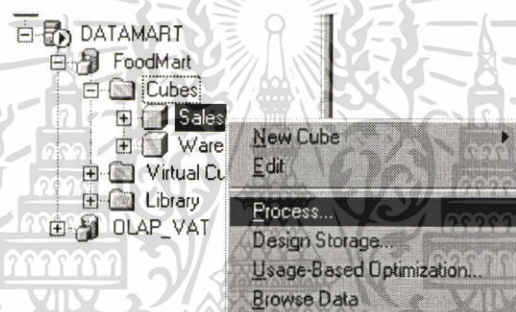 DATAMART
FoodMart
Cubes
Sales
Ware
Virtual Cu
Library
OLAP_VAT
New Cube
Edit
Process...
Design Storage...
Usage-Based Optimization...
Browse Data